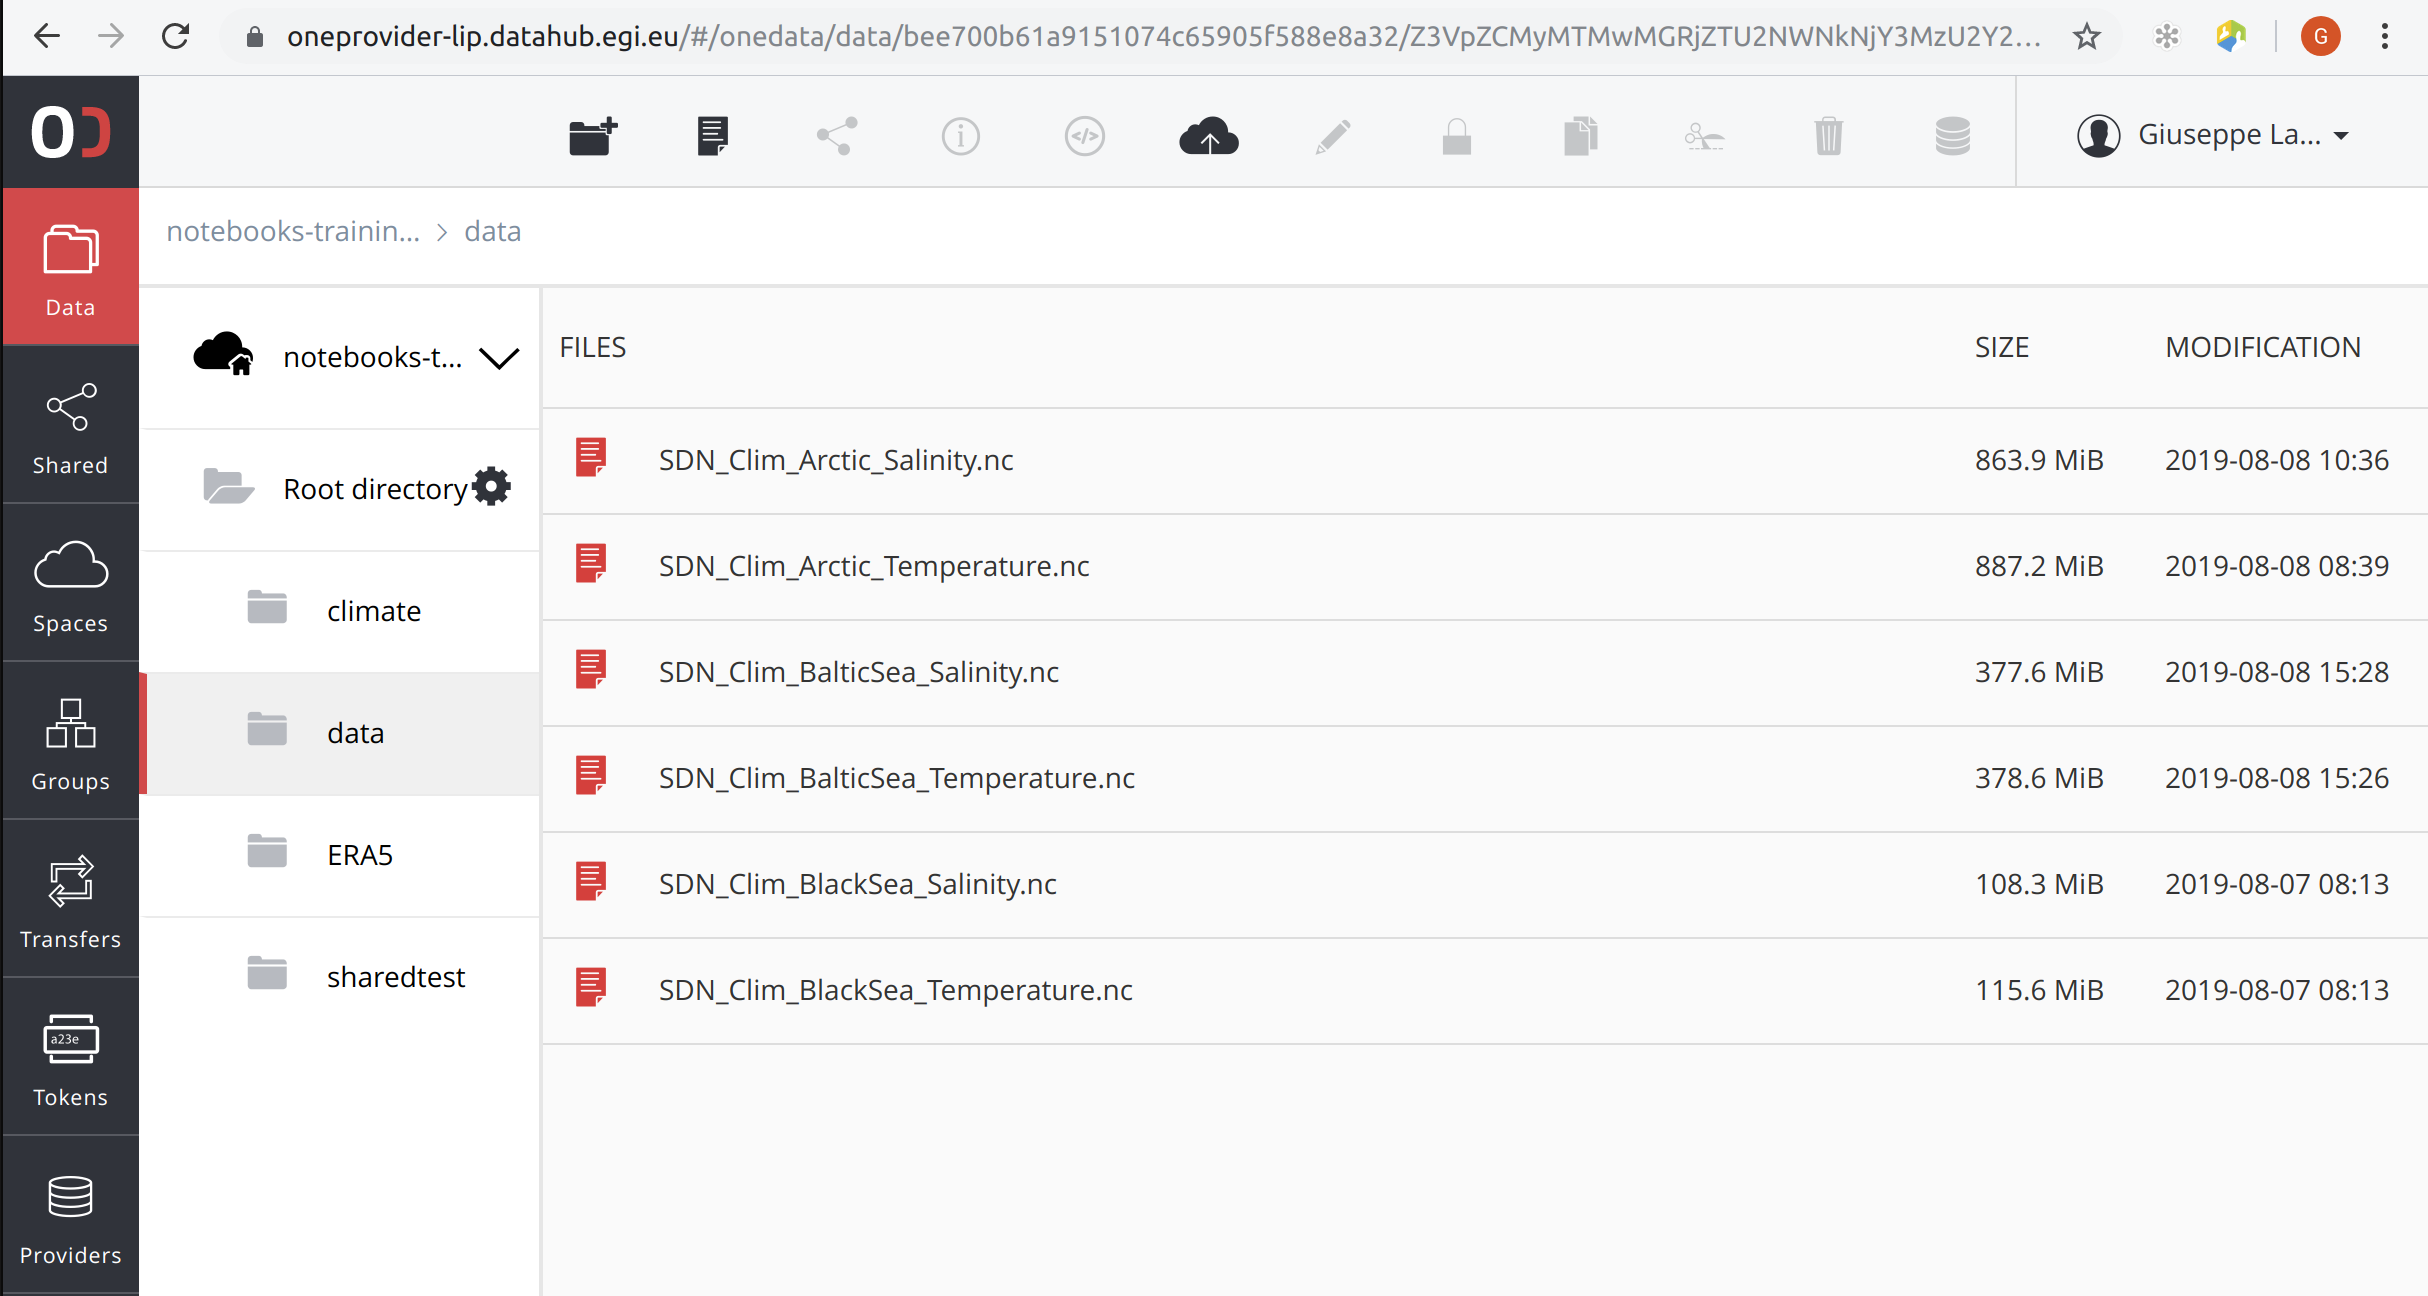 oneprovider-lip.datahub.egi.eu/#/onedata/data/bee700b61a9151074c65905f588e8a32/Z3VpZCMyMTMwMGRjZTU2NWNkNjY3MzU2Y2...
G
Giuseppe La...
notebooks-trainin... > data
Data
Shared
Spaces
Groups
Transfers
a23e
Tokens
Providers
notebooks-t...
Root directory
climate
data
ERA5
sharedtest
FILES SIZE MODIFICATION
SDN_Clim_Arctic_Salinity.nc 863.9 MiB 2019-08-08 10:36
SDN_Clim_Arctic_Temperature.nc 887.2 MiB 2019-08-08 08:39
SDN_Clim_BalticSea_Salinity.nc 377.6 MiB 2019-08-08 15:28
SDN_Clim_BalticSea_Temperature.nc 378.6 MiB 2019-08-08 15:26
SDN_Clim_BlackSea_Salinity.nc 108.3 MiB 2019-08-07 08:13
SDN_Clim_BlackSea_Temperature.nc 115.6 MiB 2019-08-07 08:13